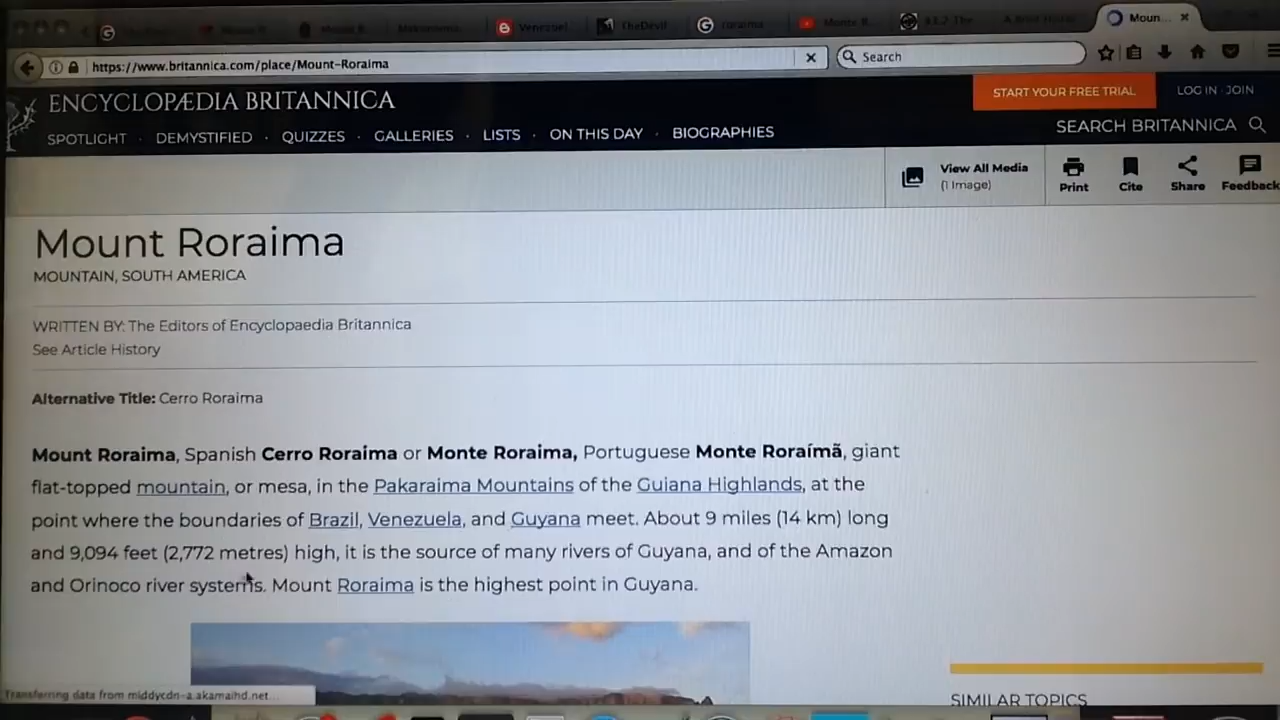 Venezuel
TheDevil
roraima
Monte R
Moun...
https://www.britannica.com/place/Mount-Roraima
Search
ENCYCLOPÆDIA BRITANNICA
START YOUR FREE TRIAL
LOG IN · JOIN
SPOTLIGHT · DEMYSTIFIED · QUIZZES · GALLERIES · LISTS · ON THIS DAY · BIOGRAPHIES
SEARCH BRITANNICA
View All Media
(1 Image)
Print
Cite
Share
Feedback
Mount Roraima
MOUNTAIN, SOUTH AMERICA
WRITTEN BY: The Editors of Encyclopaedia Britannica
See Article History
Alternative Title: Cerro Roraima
Mount Roraima, Spanish Cerro Roraima or Monte Roraima, Portuguese Monte Roraímã, giant
flat-topped mountain, or mesa, in the Pakaraima Mountains of the Guiana Highlands, at the
point where the boundaries of Brazil, Venezuela, and Guyana meet. About 9 miles (14 km) long
and 9,094 feet (2,772 metres) high, it is the source of many rivers of Guyana, and of the Amazon
and Orinoco river systems. Mount Roraima is the highest point in Guyana.
Transferring data from middycdn-a.akamaihd.net...
SIMILAR TOPICS